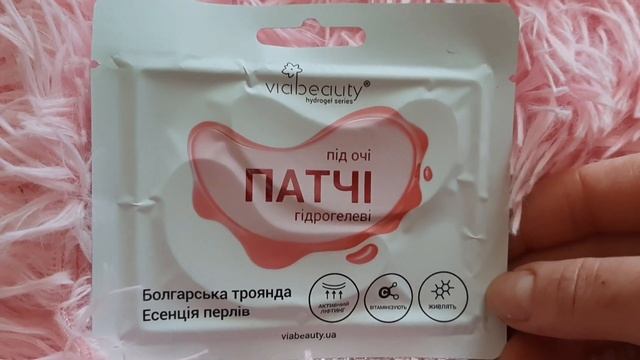 viabeauty®
hydrogel series
під очі
ПАТЧІ
гідрогелеві
Болгарська троянда
Есенція перлів
АКТИВНИЙ
ЛІФТИНГ
C
ВІТАМІНІЗУЮТЬ
ЖИВЛЯТЬ
viabeauty.ua